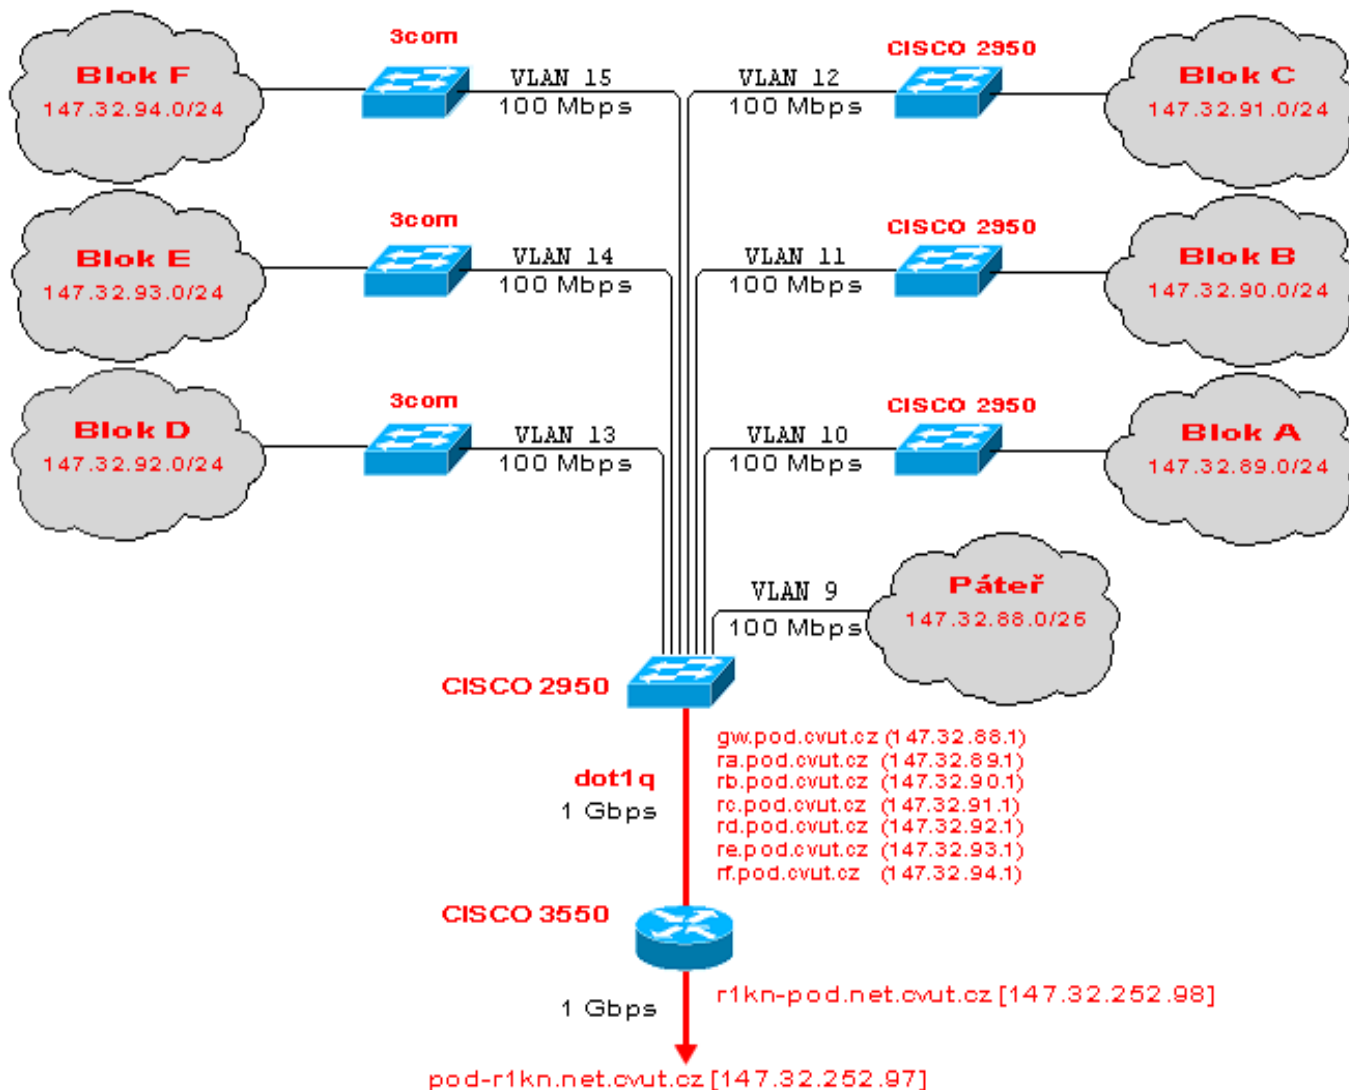 3com
CISCO 2950
Blok F
147.32.94.0/24
VLAN 15
100 Mbps
VLAN 12
100 Mbps
Blok C
147.32.91.0/24
3com
CISCO 2950
Blok E
147.32.93.0/24
VLAN 14
100 Mbps
VLAN 11
100 Mbps
Blok B
147.32.90.0/24
3com
CISCO 2950
Blok D
147.32.92.0/24
VLAN 13
100 Mbps
VLAN 10
100 Mbps
Blok A
147.32.89.0/24
VLAN 9
100 Mbps
Páteř
147.32.88.0/26
CISCO 2950
dot1q
1 Gbps
gw.pod.cvut.cz (147.32.88.1)
ra.pod.cvut.cz (147.32.89.1)
rb.pod.cvut.cz (147.32.90.1)
rc.pod.cvut.cz (147.32.91.1)
rd.pod.cvut.cz (147.32.92.1)
re.pod.cvut.cz (147.32.93.1)
rf.pod.cvut.cz (147.32.94.1)
CISCO 3550
1 Gbps
r1kn-pod.net.cvut.cz [147.32.252.98]
pod-r1kn.net.cvut.cz [147.32.252.97]